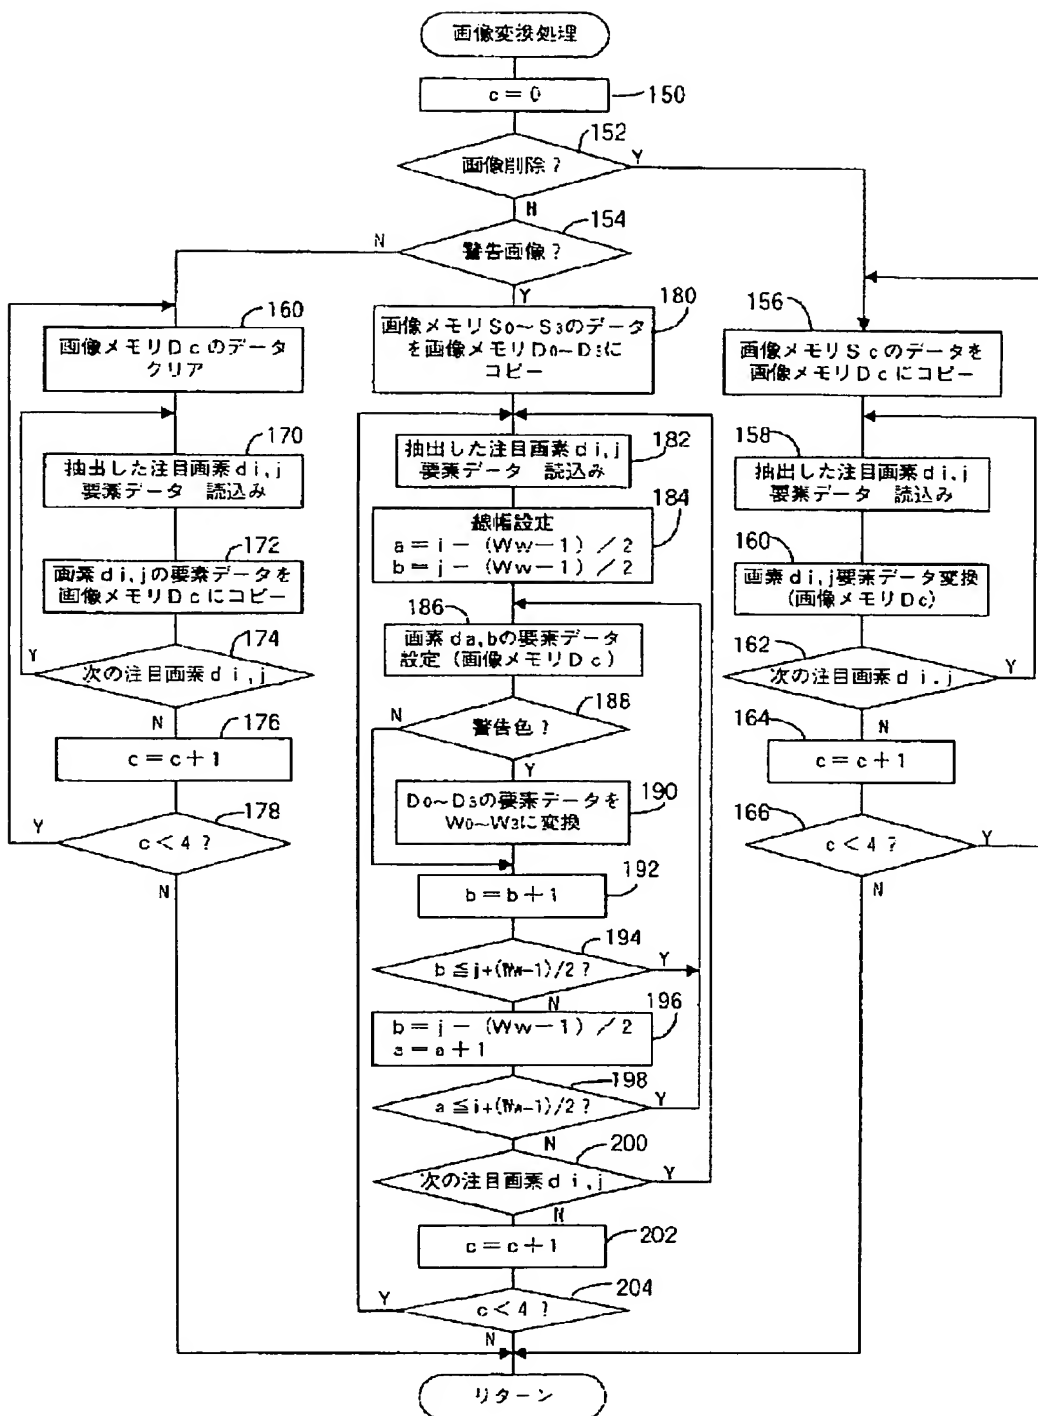 画像変換処理
c=0
150
152
画像削除?
Y
N
154
警告画像?
N
Y
160
画像メモリDcのデータ
クリア
170
抽出した注目画素di,j
要素データ 読込み
172
画素di,jの要素データを
画像メモリDcにコピー
174
次の注目画素di,j
Y
N
176
c=c+1
178
c<4?
Y
N
180
画像メモリS0~S3のデータ
を画像メモリD0~D3に
コピー
182
抽出した注目画素di,j
要素データ 読込み
184
線幅設定
a=i-(Ww-1)/2
b=j-(Ww-1)/2
186
画素da,bの要素データ
設定(画像メモリDc)
188
警告色?
N
Y
190
D0~D3の要素データを
W0~W3に変換
192
b=b+1
194
b≦j+(Ww-1)/2?
Y
N
196
b=j-(Ww-1)/2
a=a+1
198
a≦i+(Ww-1)/2?
Y
N
200
次の注目画素di,j
Y
N
202
c=c+1
204
c<4?
Y
N
156
画像メモリScのデータを
画像メモリDcにコピー
158
抽出した注目画素di,j
要素データ 読込み
160
画素di,j要素データ変換
(画像メモリDc)
162
次の注目画素di.j
Y
N
164
c=c+1
166
c<4?
Y
N
リターン